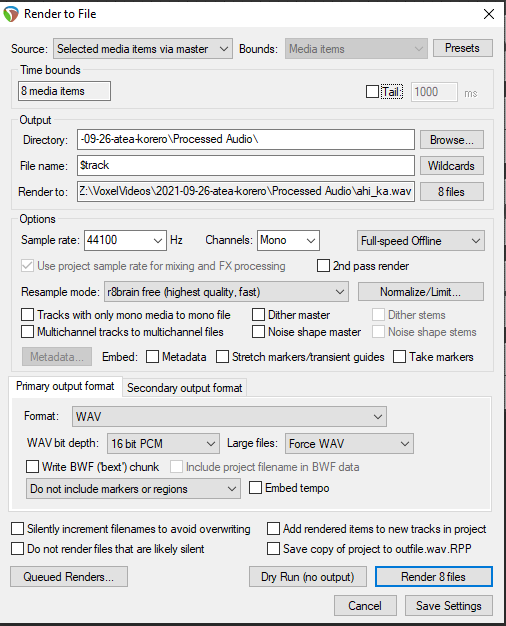 Render to File
Source: Selected media items via master Bounds: Media items Presets
Time bounds
8 media items Tail: 1000 ms
Output
Directory: -09-26-atea-korero\Processed Audio\ Browse...
File name: $track Wildcards
Render to: Z:\VoxelVideos\2021-09-26-atea-korero\Processed Audio\ahi_ka.wav 8 files
Options
Sample rate: 44100 Hz Channels: Mono Full-speed Offline
Use project sample rate for mixing and FX processing 2nd pass render
Resample mode: r8brain free (highest quality, fast) Normalize/Limit...
Tracks with only mono media to mono file Dither master Dither stems
Multichannel tracks to multichannel files Noise shape master Noise shape stems
Metadata... Embed: Metadata Stretch markers/transient guides Take markers
Primary output format Secondary output format
Format: WAV
WAV bit depth: 16 bit PCM Large files: Force WAV
Write BWF ('bext') chunk Include project filename in BWF data
Do not include markers or regions Embed tempo
Silently increment filenames to avoid overwriting Add rendered items to new tracks in project
Do not render files that are likely silent Save copy of project to outfile.wav.RPP
Queued Renders... Dry Run (no output) Render 8 files
Cancel Save Settings